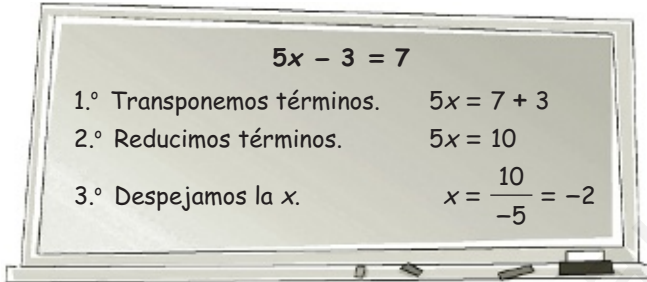 5x – 3 = 7
1.º Transponemos términos. 5x = 7 + 3
2.º Reducimos términos. 5x = 10
3.º Despejamos la x. x = 10/–5 = –2